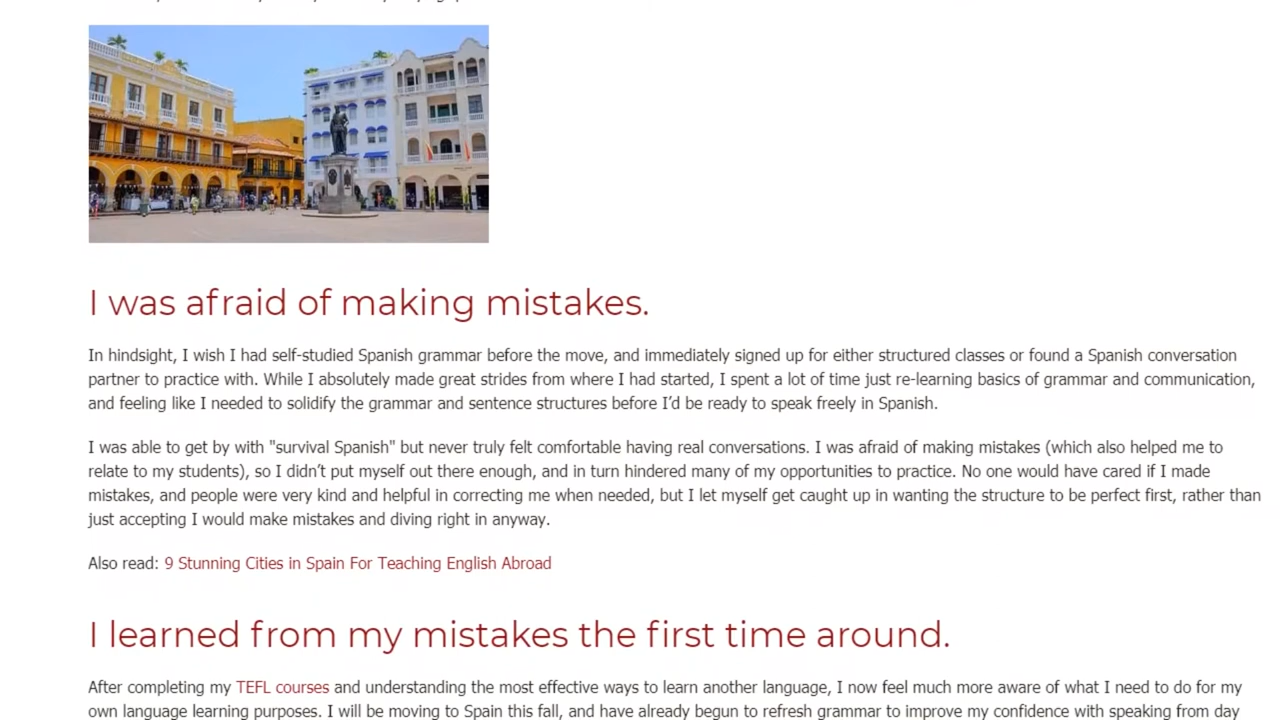 I was afraid of making mistakes.
In hindsight, I wish I had self-studied Spanish grammar before the move, and immediately signed up for either structured classes or found a Spanish conversation
partner to practice with. While I absolutely made great strides from where I had started, I spent a lot of time just re-learning basics of grammar and communication,
and feeling like I needed to solidify the grammar and sentence structures before I’d be ready to speak freely in Spanish.
I was able to get by with "survival Spanish" but never truly felt comfortable having real conversations. I was afraid of making mistakes (which also helped me to
relate to my students), so I didn’t put myself out there enough, and in turn hindered many of my opportunities to practice. No one would have cared if I made
mistakes, and people were very kind and helpful in correcting me when needed, but I let myself get caught up in wanting the structure to be perfect first, rather than
just accepting I would make mistakes and diving right in anyway.
Also read: 9 Stunning Cities in Spain For Teaching English Abroad
I learned from my mistakes the first time around.
After completing my TEFL courses and understanding the most effective ways to learn another language, I now feel much more aware of what I need to do for my
own language learning purposes. I will be moving to Spain this fall, and have already begun to refresh grammar to improve my confidence with speaking from day